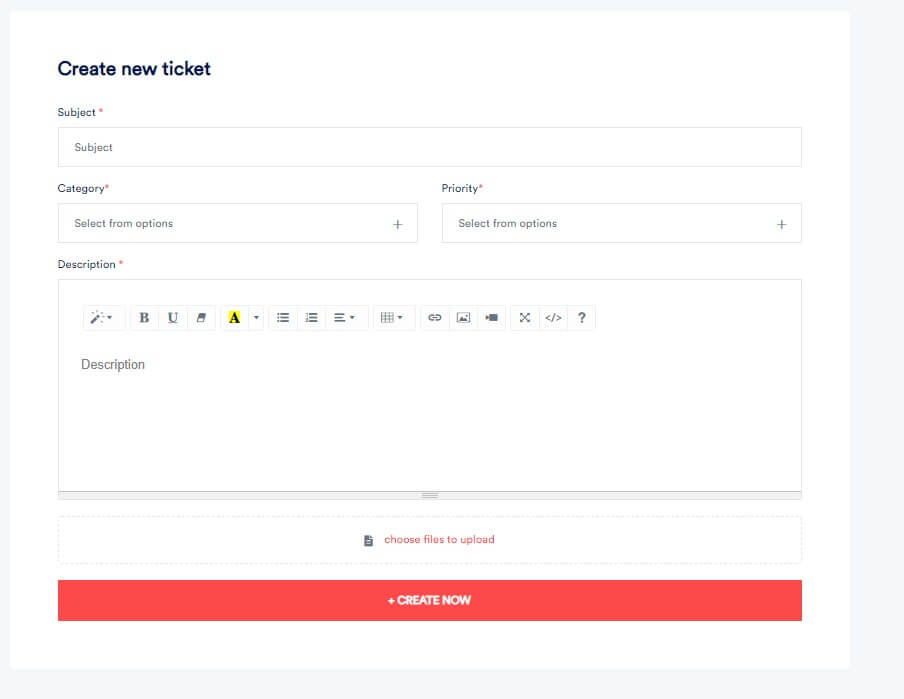 Create new ticket
Subject *
Subject
Category*
Priority*
Select from options +
Select from options +
Description *
B U A </> ?
Description
choose files to upload
+ CREATE NOW